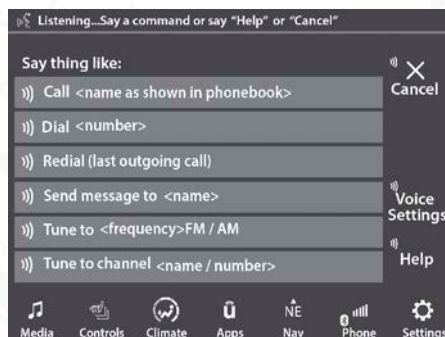 Listening...Say a command or say “Help” or “Cancel”
Say thing like:
Call <name as shown in phonebook>
Dial <number>
Redial (last outgoing call)
Send message to <name>
Tune to <frequency>FM / AM
Tune to channel <name / number>
Cancel
Voice
Settings
Help
û
NE
Media
Controls
Climate
Apps
Nav
Phone
Settings